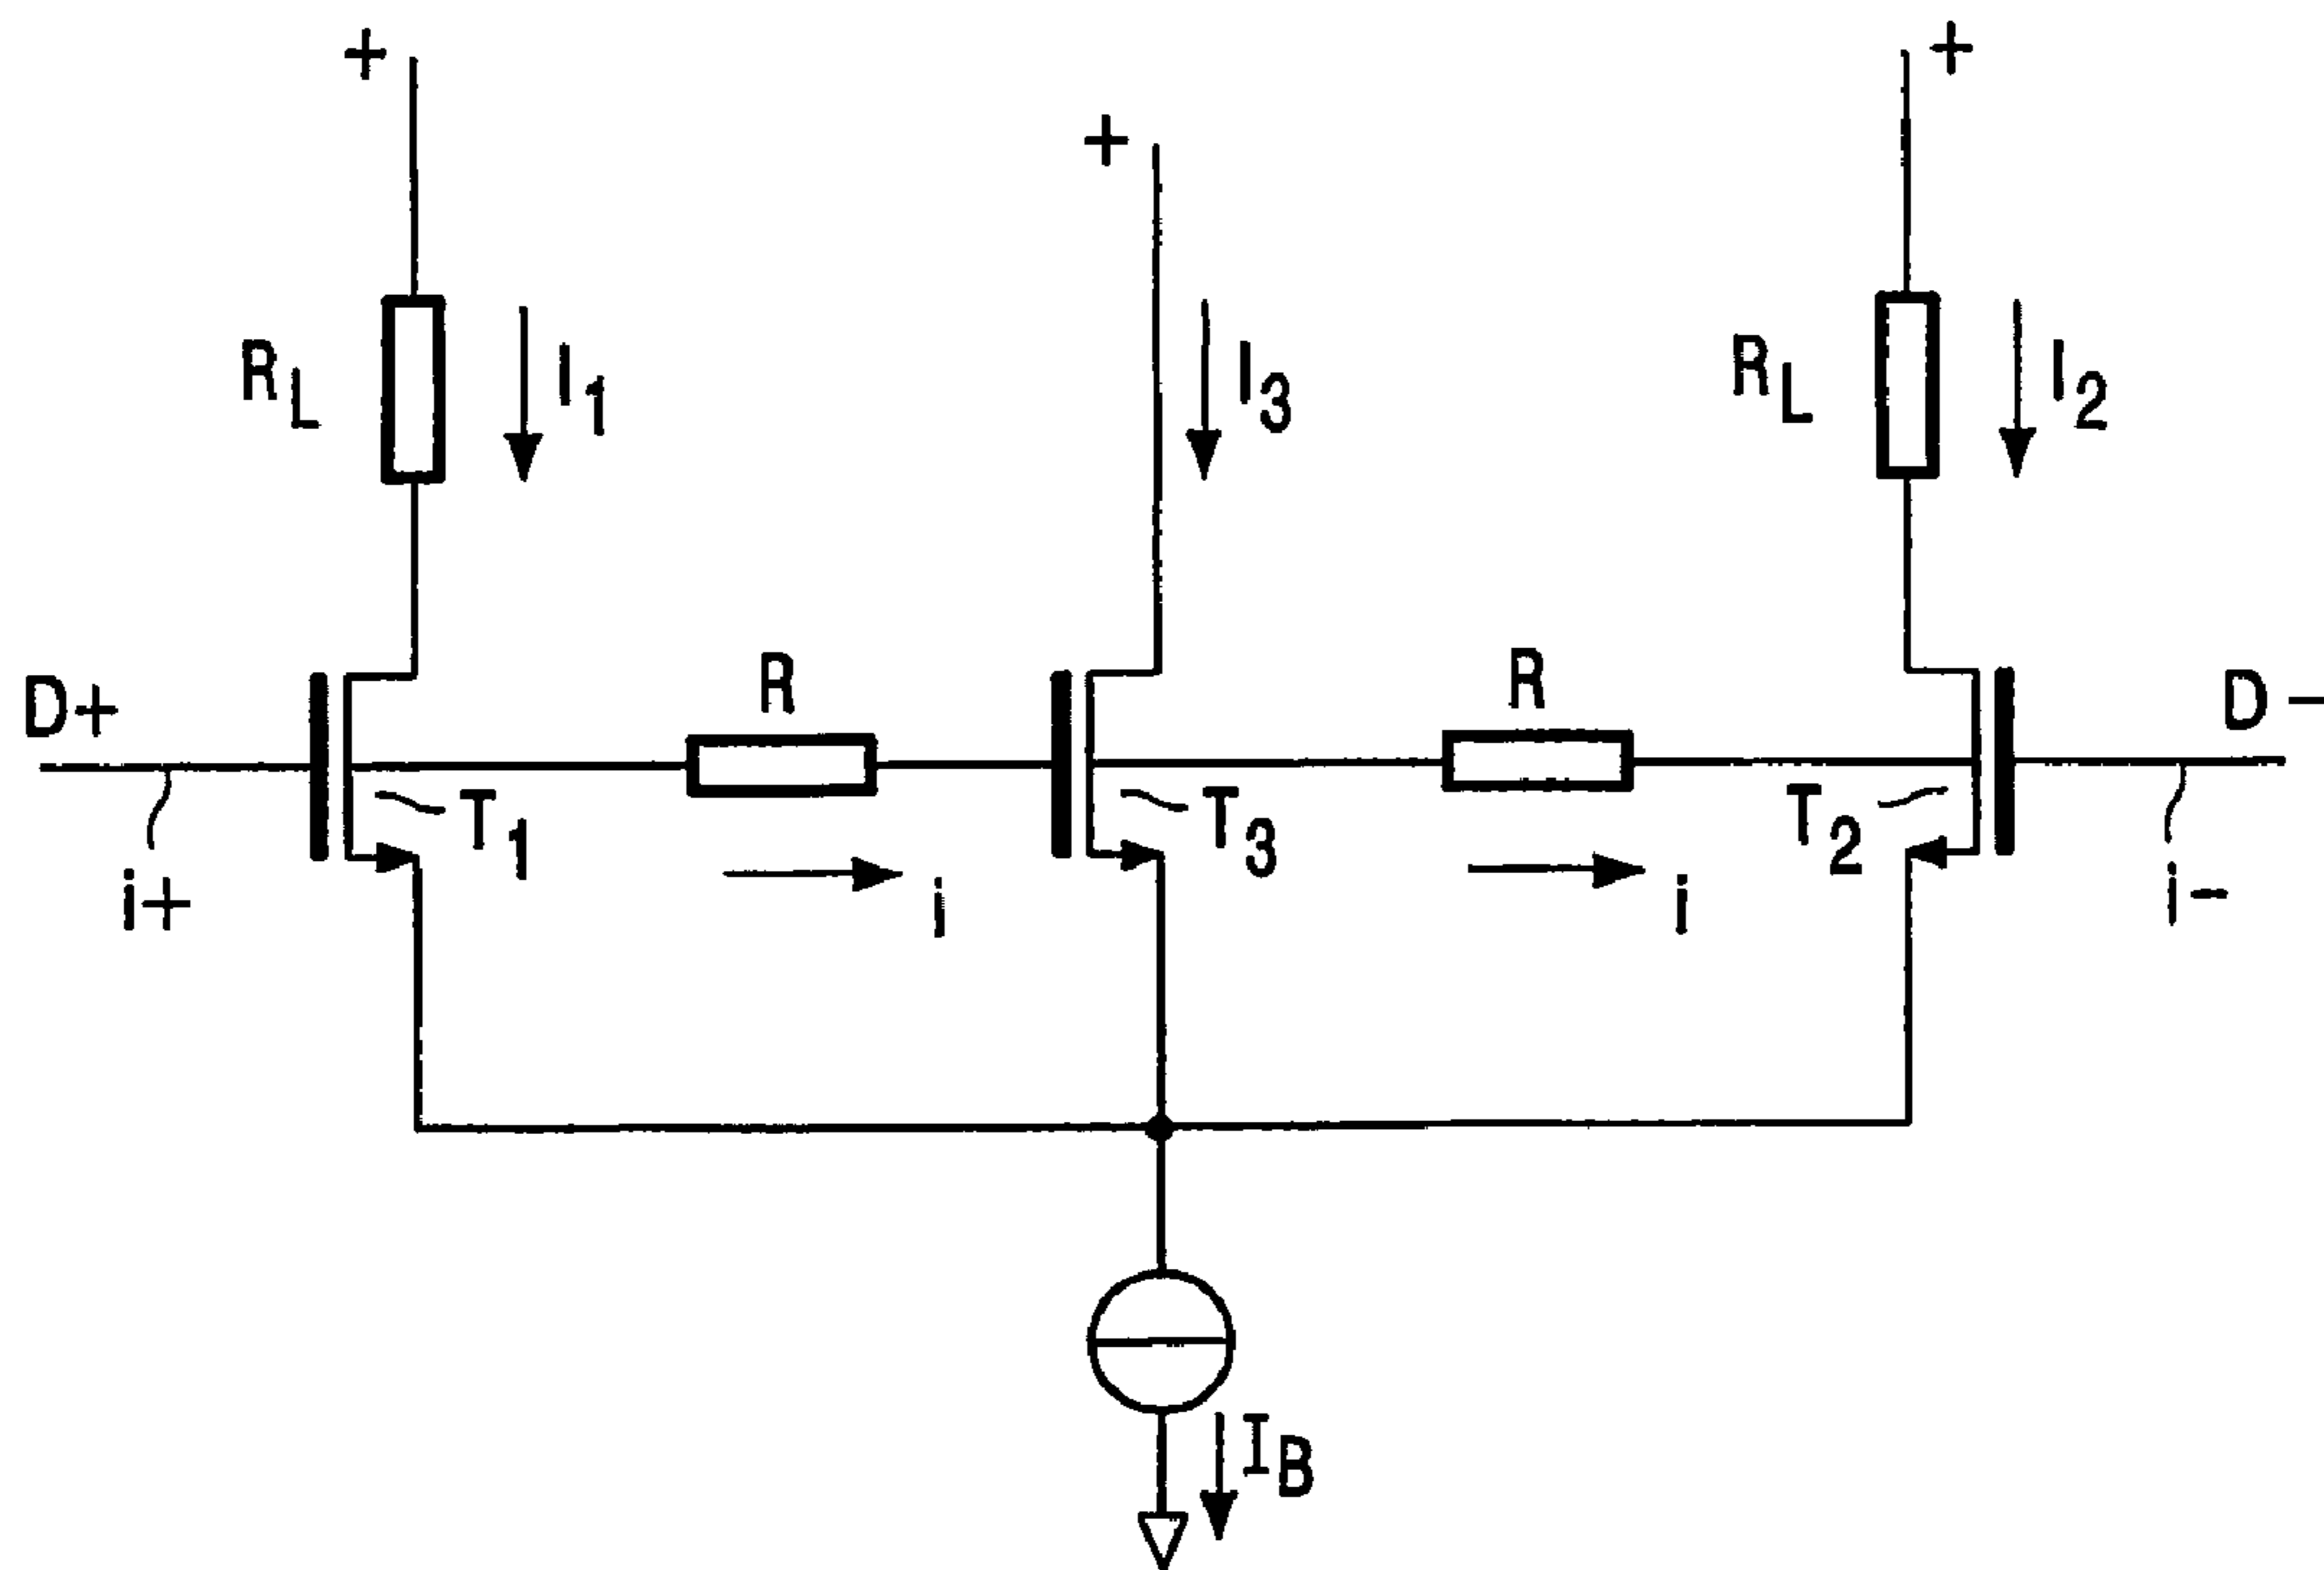 +
+
+
R_L
I_1
I_3
R_L
I_2
D+
R
R
D-
T_1
T_3
T_2
i+
i
i
i-
I_B